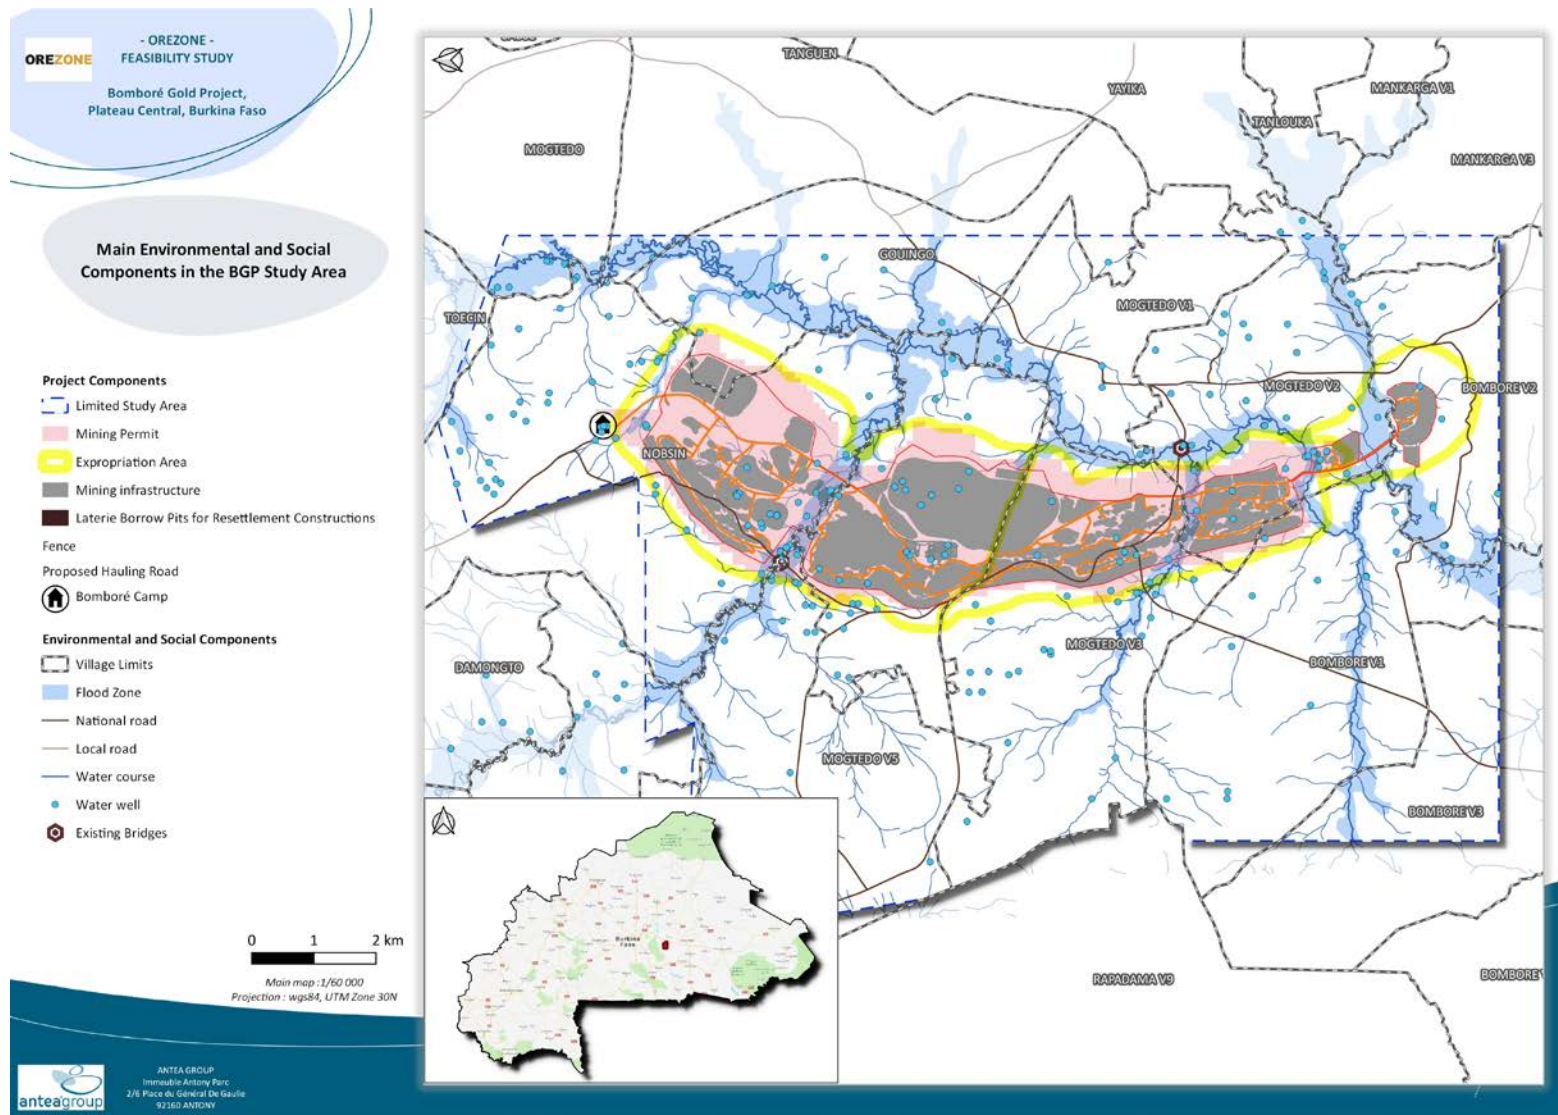 OREZONE
- OREZONE -
FEASIBILITY STUDY
Bomboré Gold Project,
Plateau Central, Burkina Faso
Main Environmental and Social
Components in the BGP Study Area
Project Components
Limited Study Area
Mining Permit
Expropriation Area
Mining infrastructure
Laterie Borrow Pits for Resettlement Constructions
Fence
Proposed Hauling Road
Bomboré Camp
Environmental and Social Components
Village Limits
Flood Zone
National road
Local road
Water course
Water well
Existing Bridges
0 1 2 km
Main map :1/60 000
Projection : wgs84, UTM Zone 30N
anteagroup
ANTEA GROUP
Immeuble Antony Parc
2/6 Place du Général De Gaulle
92160 ANTONY
TANGUEN
YAYIKA
MANKARGA V1
TANLOUKA
MOGTEDO
MANKARGA V3
GOUINGO
MOGTEDO V1
TOECIN
MOGTEDO V2
BOMBORE V2
NOBSIN
MOGTEDO V3
DAMONGTO
BOMBORE V1
MOGTEDO V5
BOMBORE V3
RAPADAMA V9
BOMBORE
Burkina
Faso